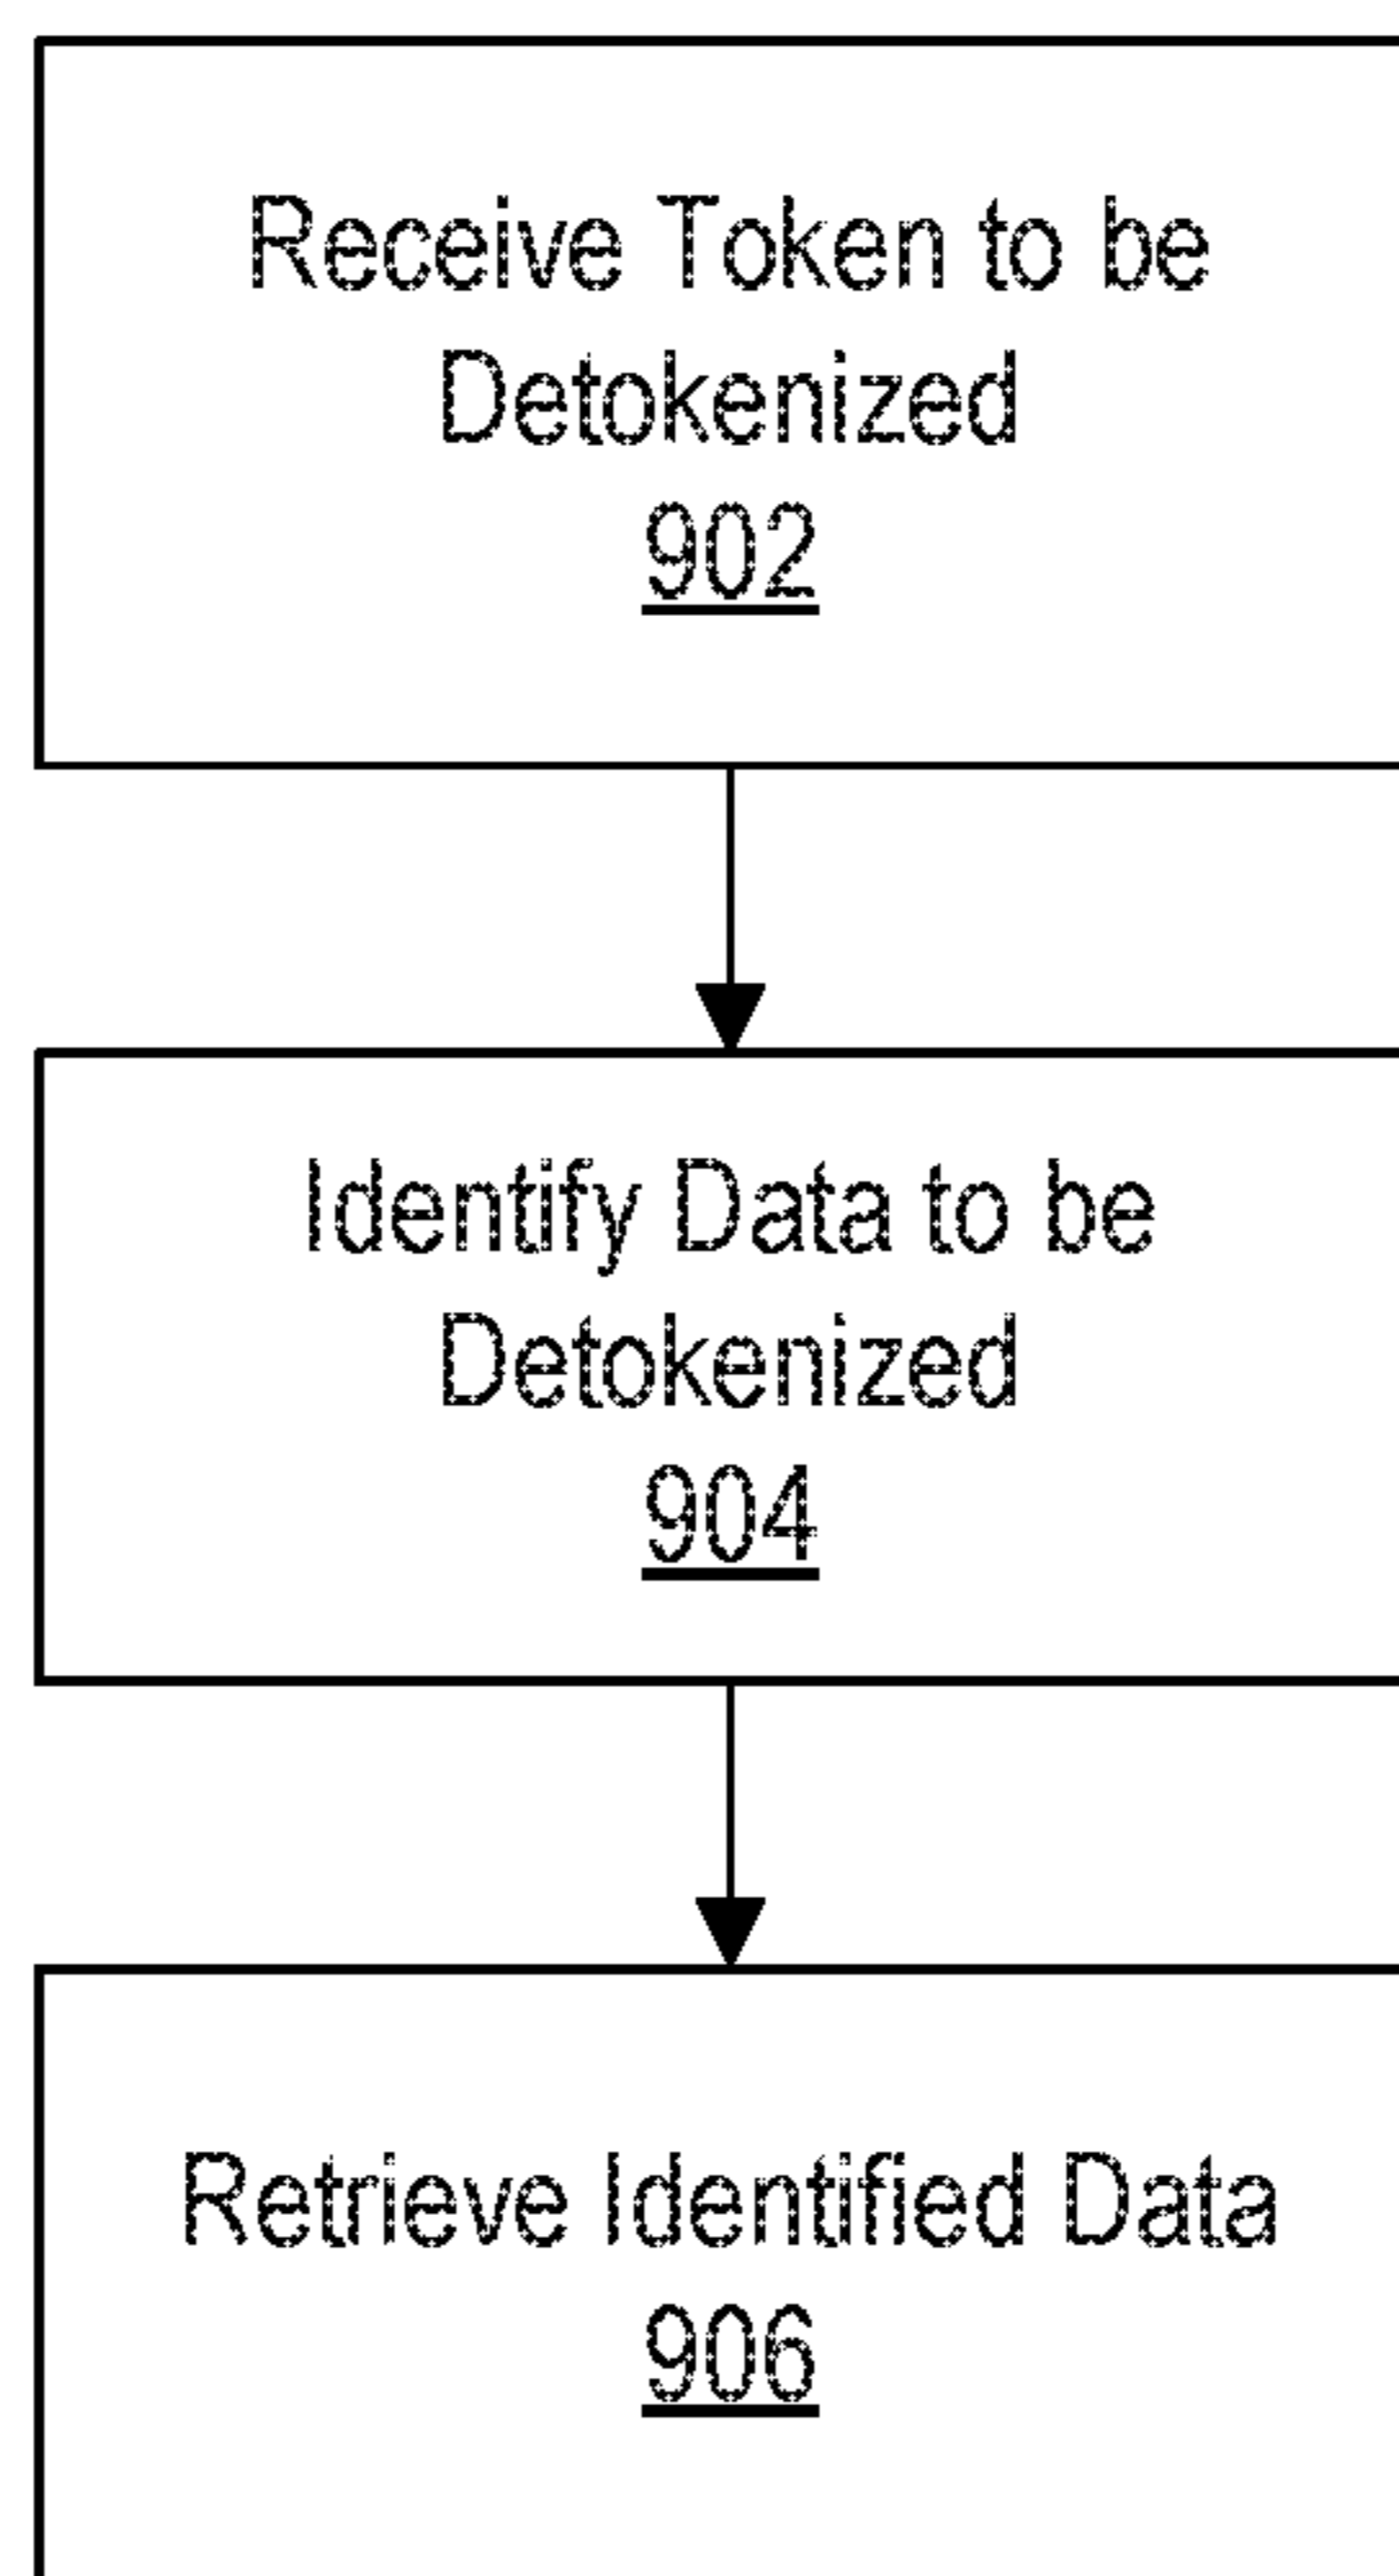 Receive Token to be
Detokenized
902
Identify Data to be
Detokenized
904
Retrieve Identified Data
906